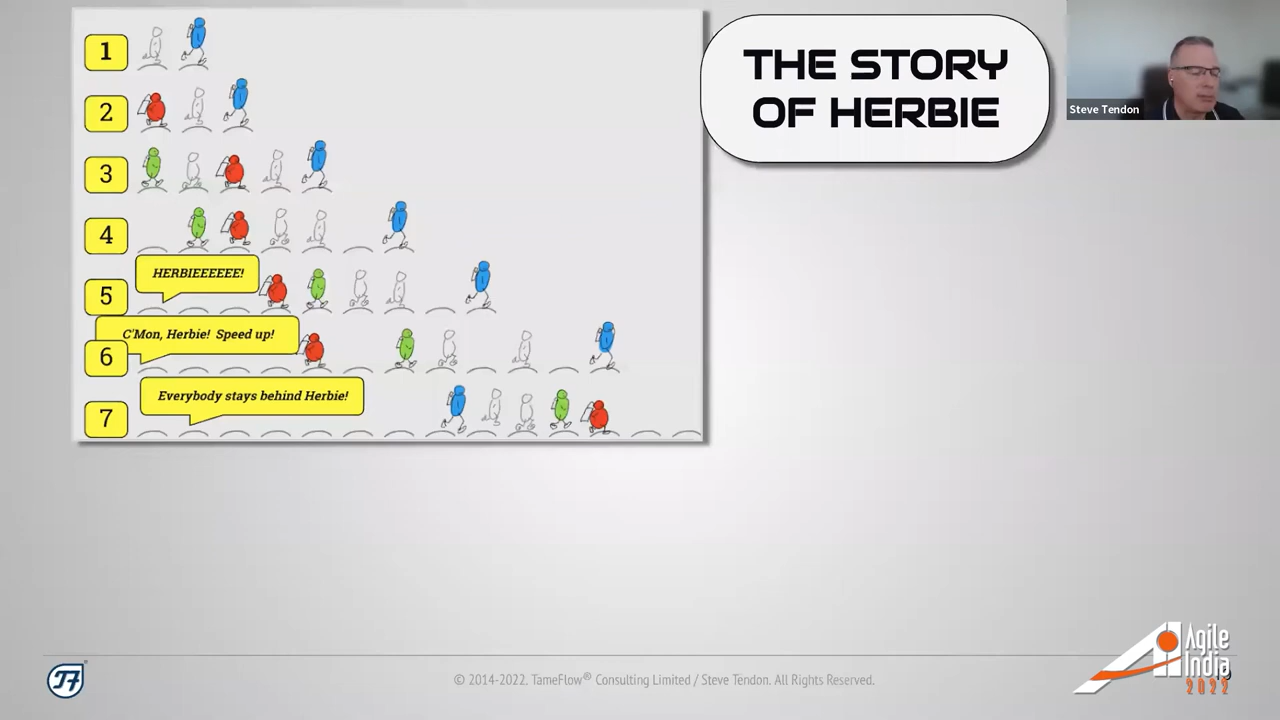 THE STORY
OF HERBIE
Steve Tendon
1
2
3
4
HERBIEEEEEE!
5
C'Mon, Herbie! Speed up!
6
Everybody stays behind Herbie!
7
© 2014-2022. TameFlow® Consulting Limited / Steve Tendon. All Rights Reserved.
Agile
India
2022